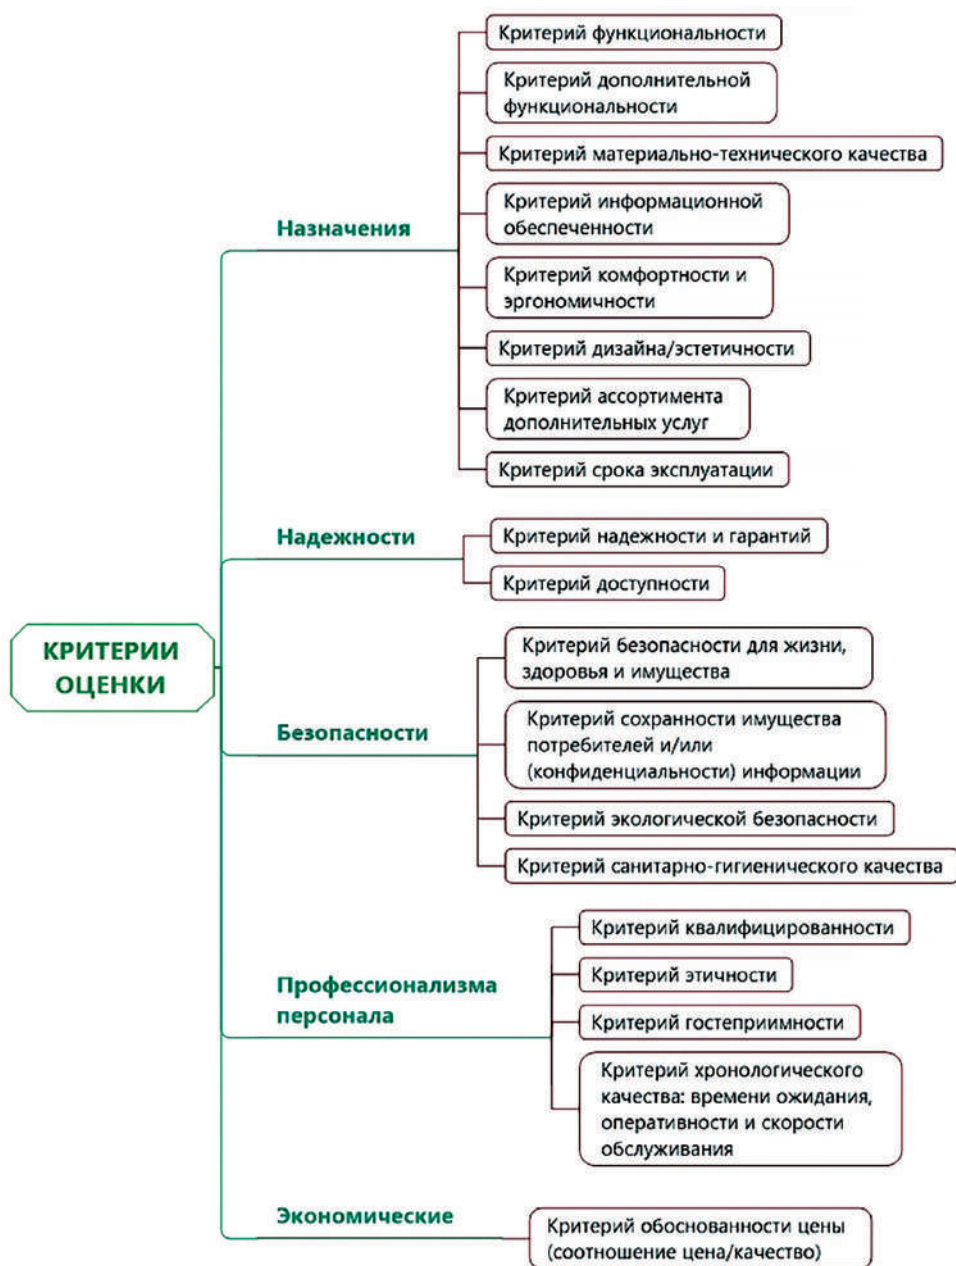 Критерий функциональности
Критерий дополнительной
функциональности
Критерий материально-технического качества
Критерий информационной
обеспеченности
Назначения
Критерий комфортности и
эргономичности
Критерий дизайна/эстетичности
Критерий ассортимента
дополнительных услуг
Критерий срока эксплуатации
Надежности
Критерий надежности и гарантий
Критерий доступности
КРИТЕРИИ
ОЦЕНКИ
Безопасности
Критерий безопасности для жизни,
здоровья и имущества
Критерий сохранности имущества
потребителей и/или
(конфиденциальности) информации
Критерий экологической безопасности
Критерий санитарно-гигиенического качества
Профессионализма
персонала
Критерий квалифицированности
Критерий этичности
Критерий гостеприимности
Критерий хронологического
качества: времени ожидания,
оперативности и скорости
обслуживания
Экономические
Критерий обоснованности цены
(соотношение цена/качество)